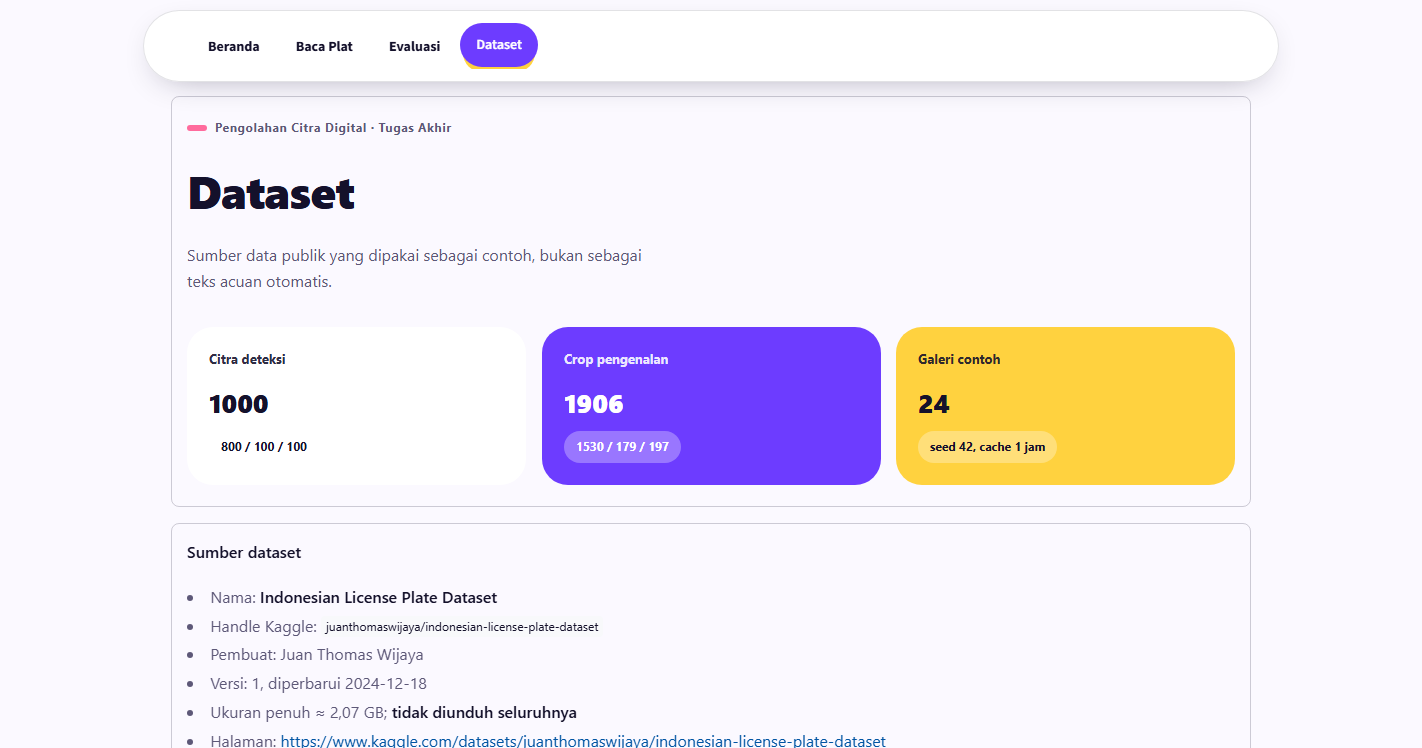 Beranda
Baca Plat
Evaluasi
Dataset
Pengolahan Citra Digital · Tugas Akhir
Dataset
Sumber data publik yang dipakai sebagai contoh, bukan sebagai
teks acuan otomatis.
Citra deteksi
1000
800 / 100 / 100
Crop pengenalan
1906
1530 / 179 / 197
Galeri contoh
24
seed 42, cache 1 jam
Sumber dataset
Nama: Indonesian License Plate Dataset
Handle Kaggle: juanthomaswijaya/indonesian-license-plate-dataset
Pembuat: Juan Thomas Wijaya
Versi: 1, diperbarui 2024-12-18
Ukuran penuh ≈ 2,07 GB; tidak diunduh seluruhnya
Halaman: https://www.kaggle.com/datasets/juanthomaswijaya/indonesian-license-plate-dataset